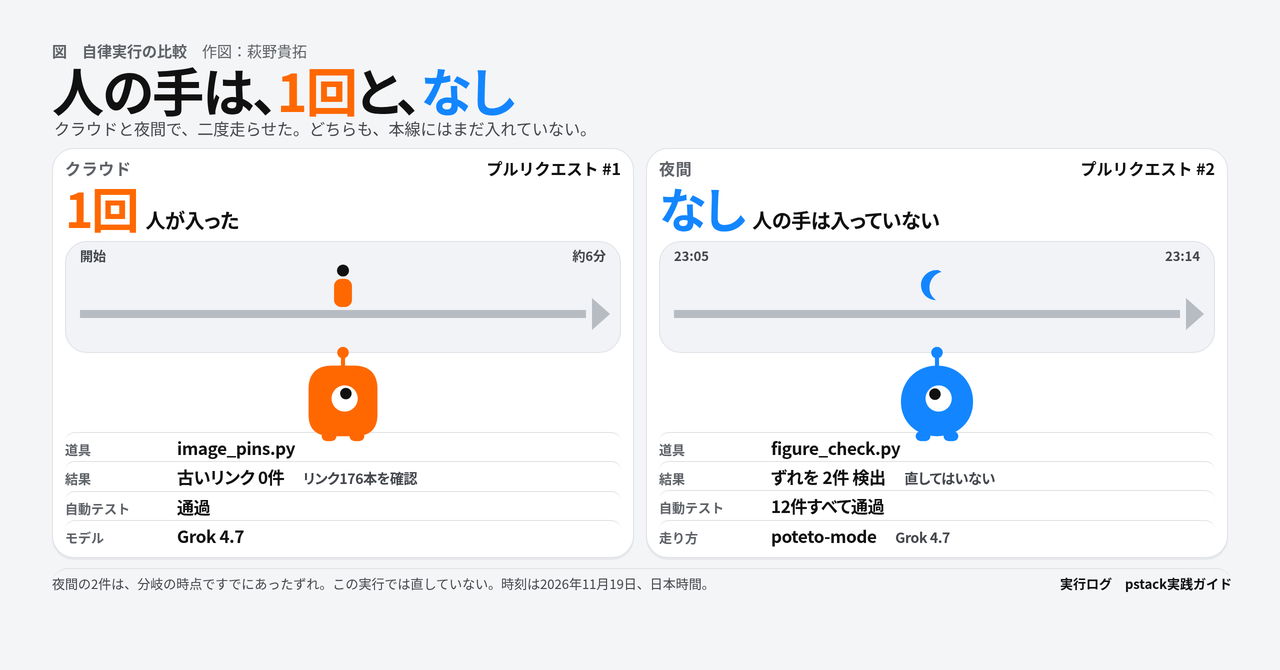 図 自律実行の比較 作図：萩野貴拓
人の手は、1回と、なし
クラウドと夜間で、二度走らせた。どちらも、本線にはまだ入れていない。
クラウド プルリクエスト #1
1回 人が入った
開始 約6分
道具 image_pins.py
結果 古いリンク 0件 リンク176本を確認
自動テスト 通過
モデル Grok 4.7
夜間 プルリクエスト #2
なし 人の手は入っていない
23:05 23:14
道具 figure_check.py
結果 ずれを 2件 検出 直してはいない
自動テスト 12件すべて通過
走り方 poteto-mode Grok 4.7
夜間の2件は、分岐の時点ですでにあったずれ。この実行では直していない。時刻は2026年11月19日、日本時間。
実行ログ pstack実践ガイド